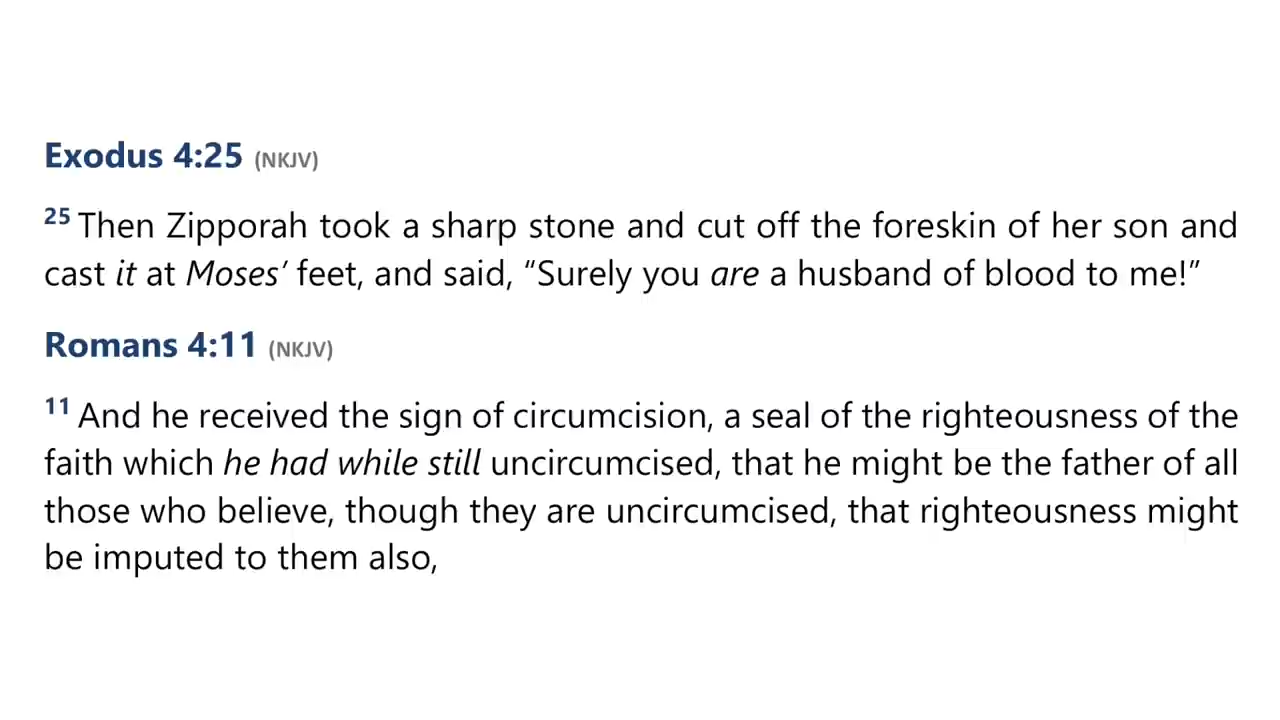 Exodus 4:25 (NKJV)
25 Then Zipporah took a sharp stone and cut off the foreskin of her son and
cast it at Moses’ feet, and said, “Surely you are a husband of blood to me!”
Romans 4:11 (NKJV)
11 And he received the sign of circumcision, a seal of the righteousness of the
faith which he had while still uncircumcised, that he might be the father of all
those who believe, though they are uncircumcised, that righteousness might
be imputed to them also,